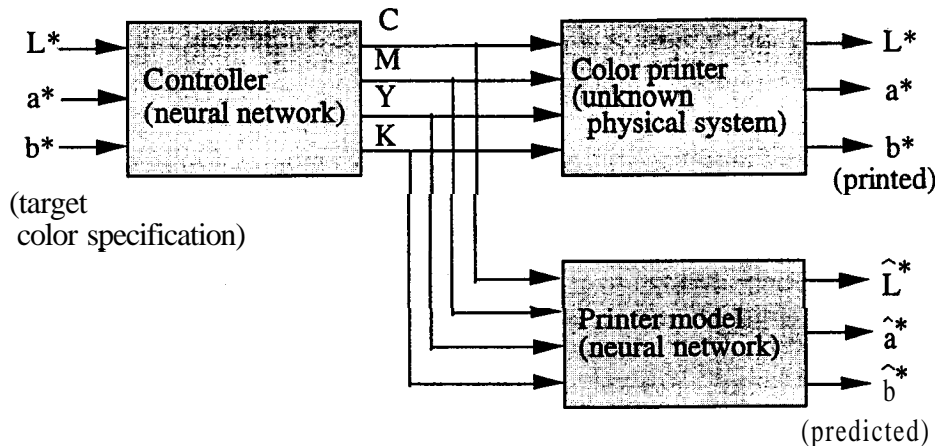 L*
a*
b*
(target
color specification)
Controller
(neural network)
C
M
Y
K
Color printer
(unknown
physical system)
L*
a*
b*
(printed)
Printer model
(neural network)
L̂*
â*
b̂*
(predicted)